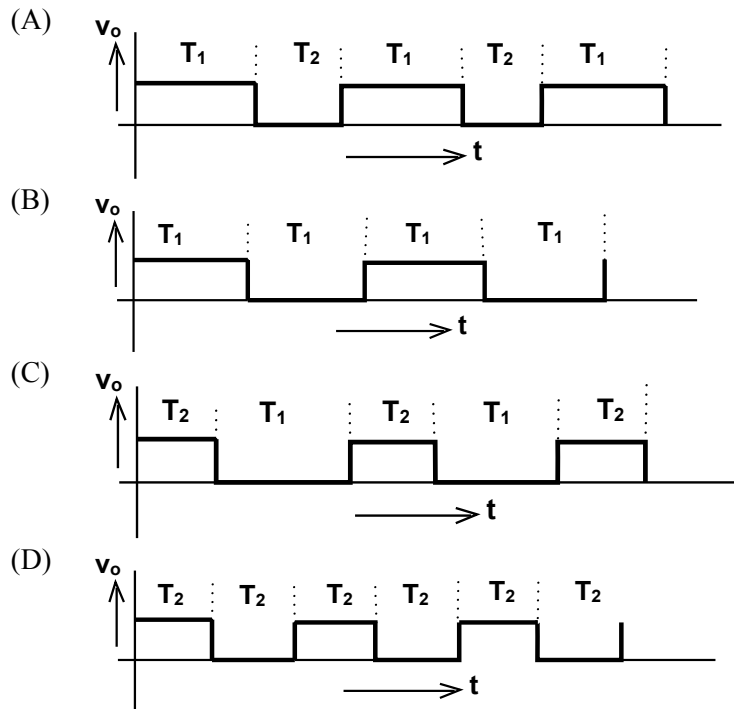 (A)
vₒ T₁ T₂ T₁ T₂ T₁
t
(B)
vₒ T₁ T₁ T₁ T₁
t
(C)
vₒ T₂ T₁ T₂ T₁ T₂
t
(D)
vₒ T₂ T₂ T₂ T₂ T₂ T₂
t